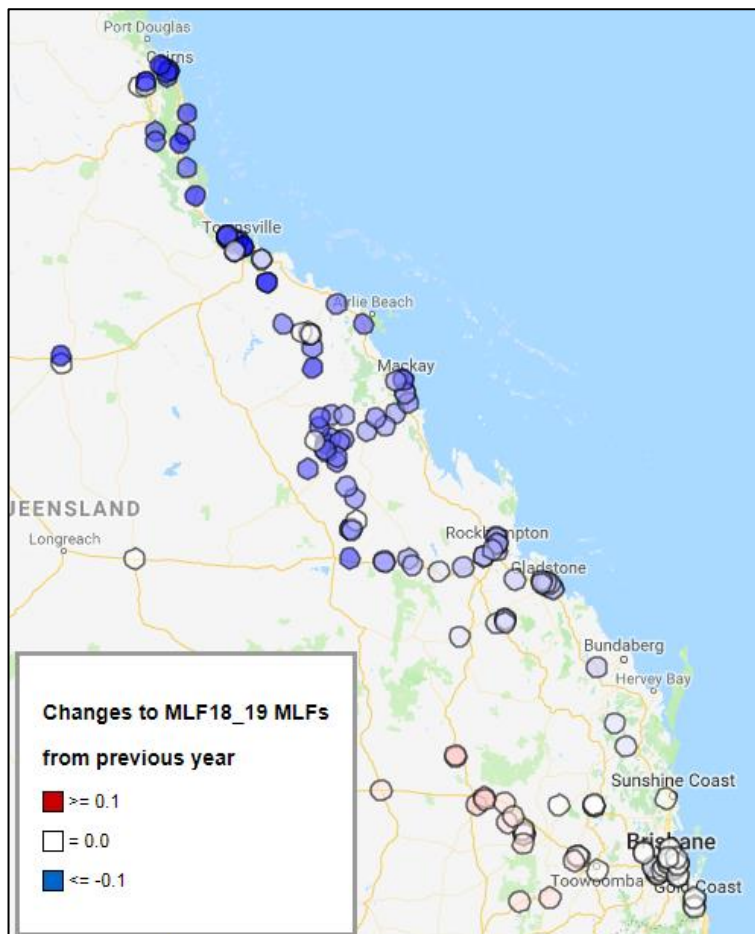 Port Douglas
Cairns
Townsville
Airlie Beach
Mackay
UEENSLAND
Longreach
Rockhampton
Gladstone
Bundaberg
Hervey Bay
Changes to MLF18_19 MLFs
from previous year
>= 0.1
= 0.0
<= -0.1
Sunshine Coast
Brisbane
Toowoomba
Gold Coast